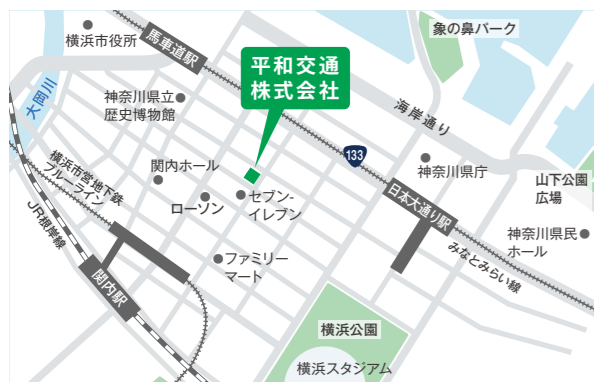 象の鼻パーク
横浜市役所
馬車道駅
平和交通
株式会社
大岡川
神奈川県立
歴史博物館
海岸通り
133
横浜市営地下鉄
ブルーライン
関内ホール
神奈川県庁
山下公園
広場
ローソン
セブン-
イレブン
日本大通り駅
JR根岸線
神奈川県民
ホール
みなとみらい線
ファミリー
マート
関内駅
横浜公園
横浜スタジアム